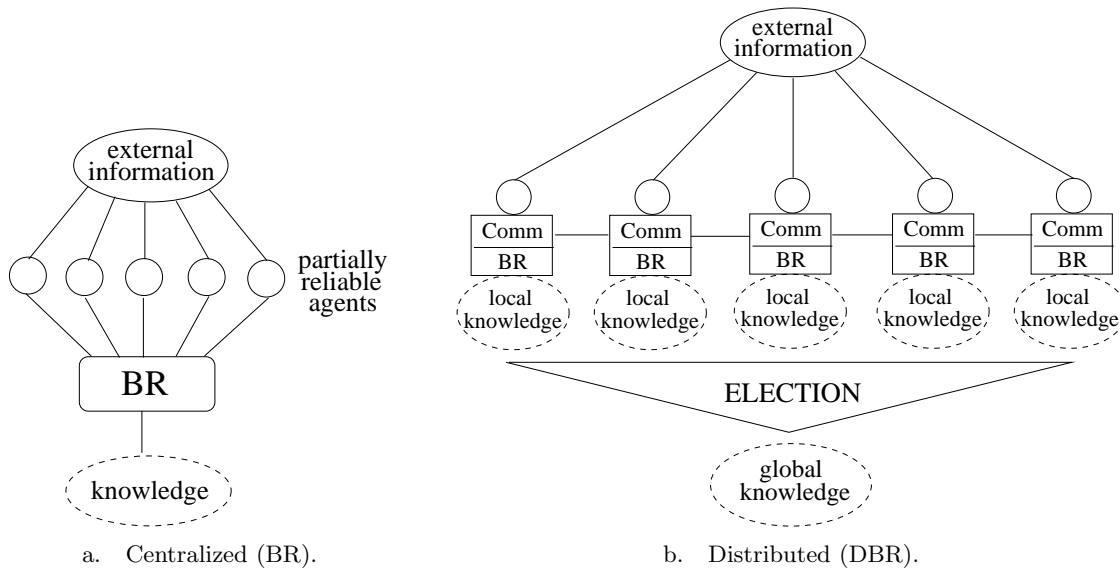 external
information
partially
reliable
agents
BR
knowledge
a. Centralized (BR).
external
information
Comm
BR
Comm
BR
Comm
BR
Comm
BR
Comm
BR
local
knowledge
local
knowledge
local
knowledge
local
knowledge
local
knowledge
ELECTION
global
knowledge
b. Distributed (DBR).